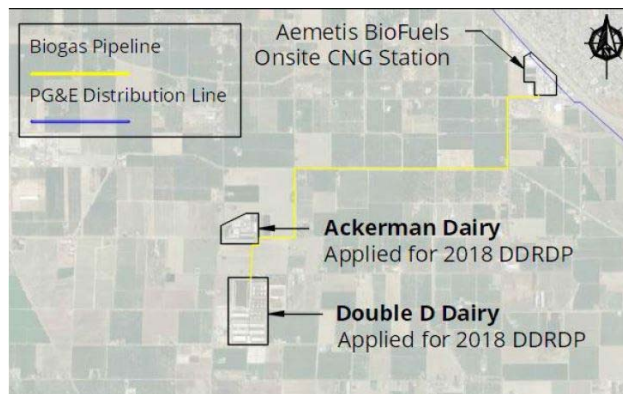 Biogas Pipeline
PG&E Distribution Line
Aemetis BioFuels
Onsite CNG Station
Ackerman Dairy
Applied for 2018 DDRDP
Double D Dairy
Applied for 2018 DDRDP